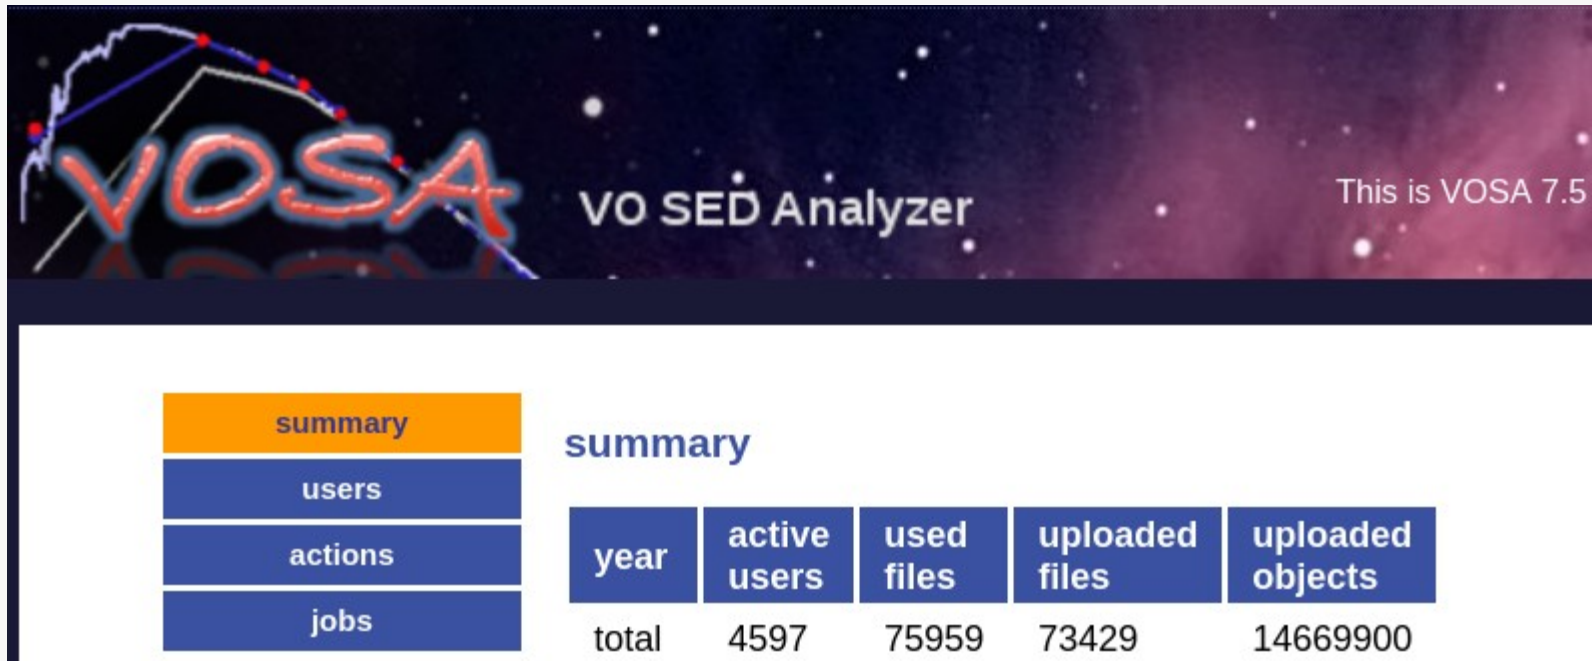 VOSA
VO SED Analyzer
This is VOSA 7.5
summary
users
actions
jobs
summary
year active users used files uploaded files uploaded objects
total 4597 75959 73429 14669900